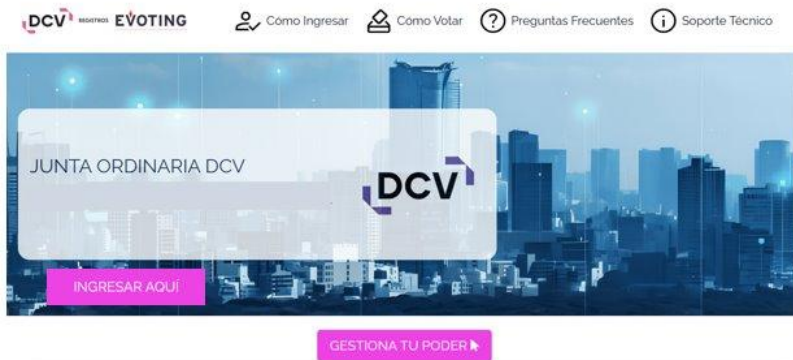 DCV REGISTROS EVOTING Cómo Ingresar Cómo Votar ? Preguntas Frecuentes i Soporte Técnico
JUNTA ORDINARIA DCV
DCV
INGRESAR AQUÍ
GESTIONA TU PODER